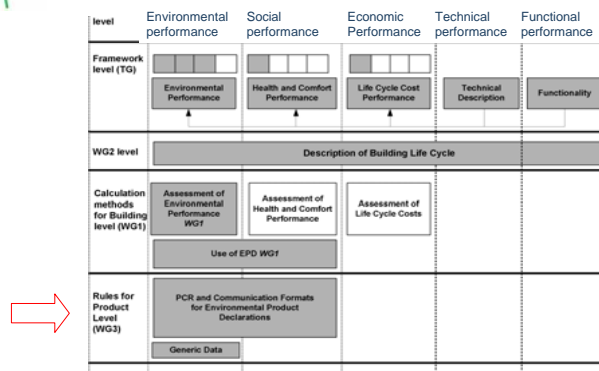 level
Environmental performance
Social performance
Economic Performance
Technical performance
Functional performance
Framework
level (TG)
Environmental
Performance
Health and Comfort
Performance
Life Cycle Cost
Performance
Technical
Description
Functionality
WG2 level
Description of Building Life Cycle
Calculation
methods
for Building
level (WG1)
Assessment of
Environmental
Performance
WG1
Assessment of
Health and Comfort
Performance
Assessment of
Life Cycle Costs
Use of EPD WG1
Rules for
Product
Level
(WG3)
PCR and Communication Formats
for Environmental Product
Declarations
Generic Data